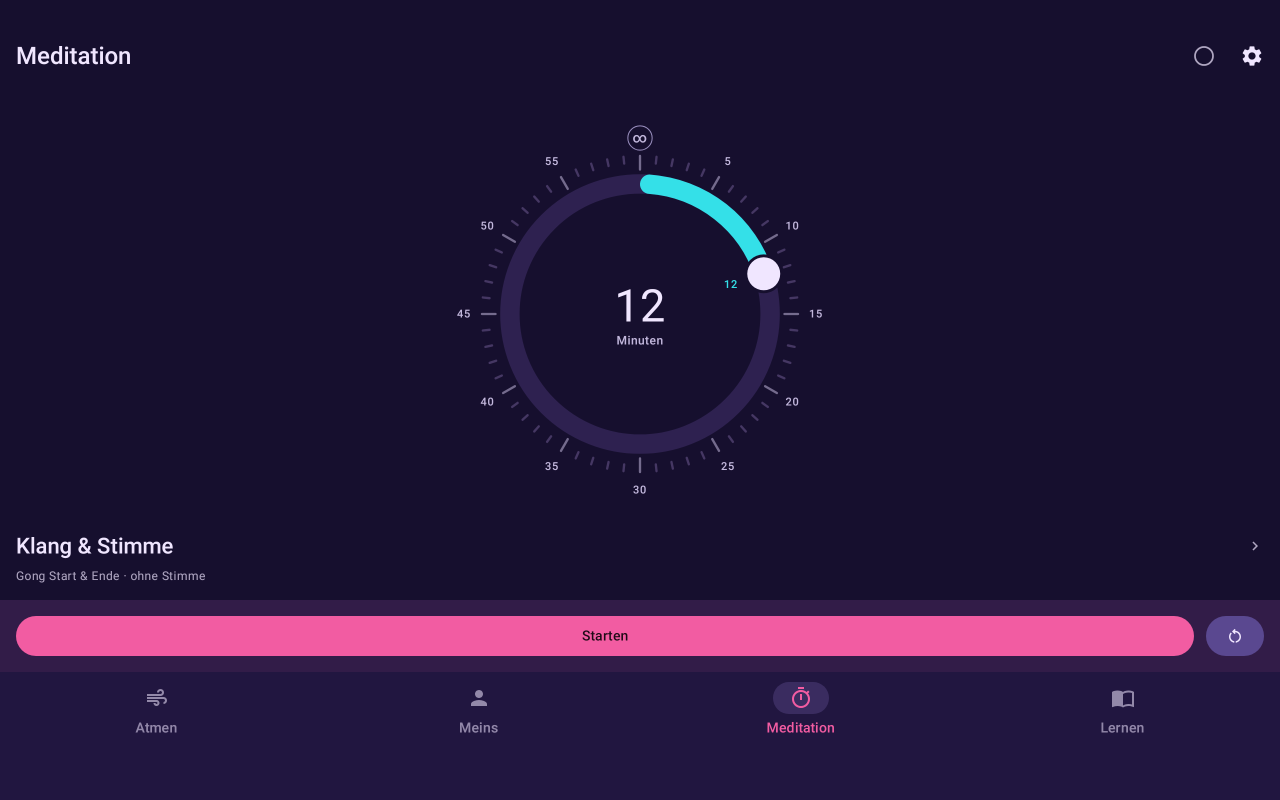 Meditation
∞
55
5
50
10
12
12
Minuten
45
15
40
20
35
25
30
Klang & Stimme
Gong Start & Ende · ohne Stimme
Starten
Atmen
Meins
Meditation
Lernen